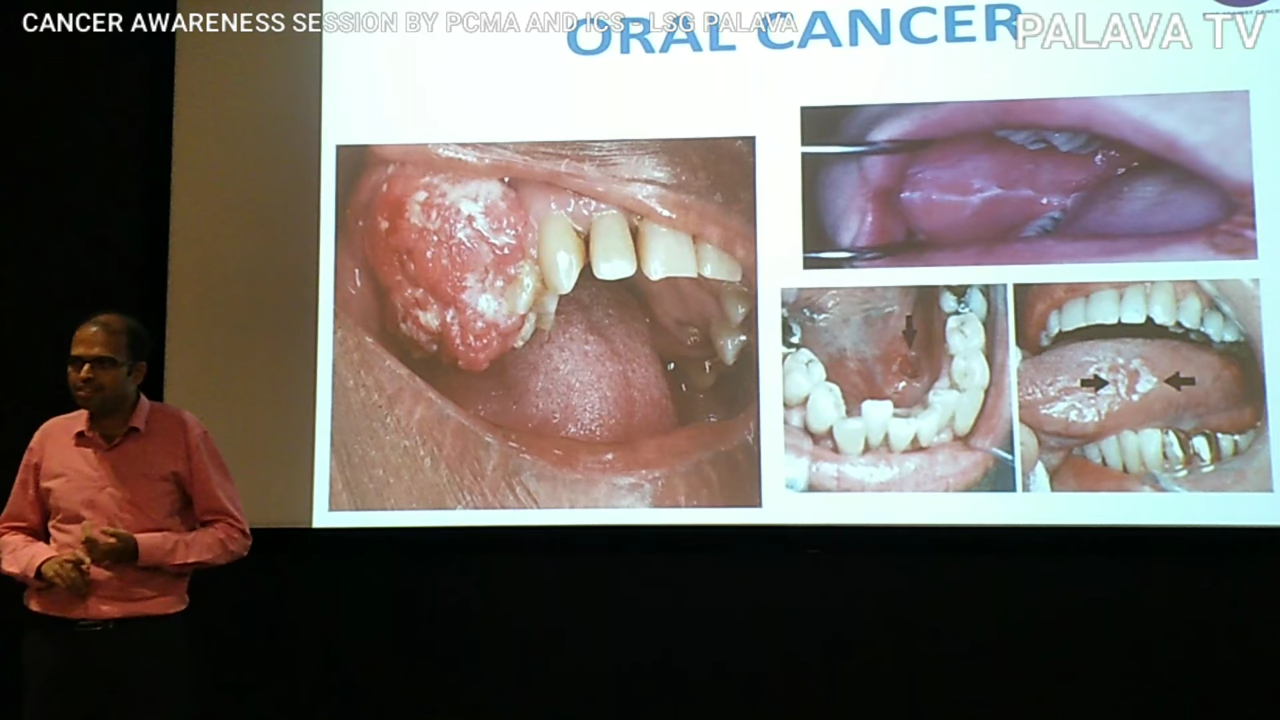 CANCER AWARENESS SESSION BY PCMA AND ICS - LSG PALAVA
ORAL CANCER
PALAVA TV